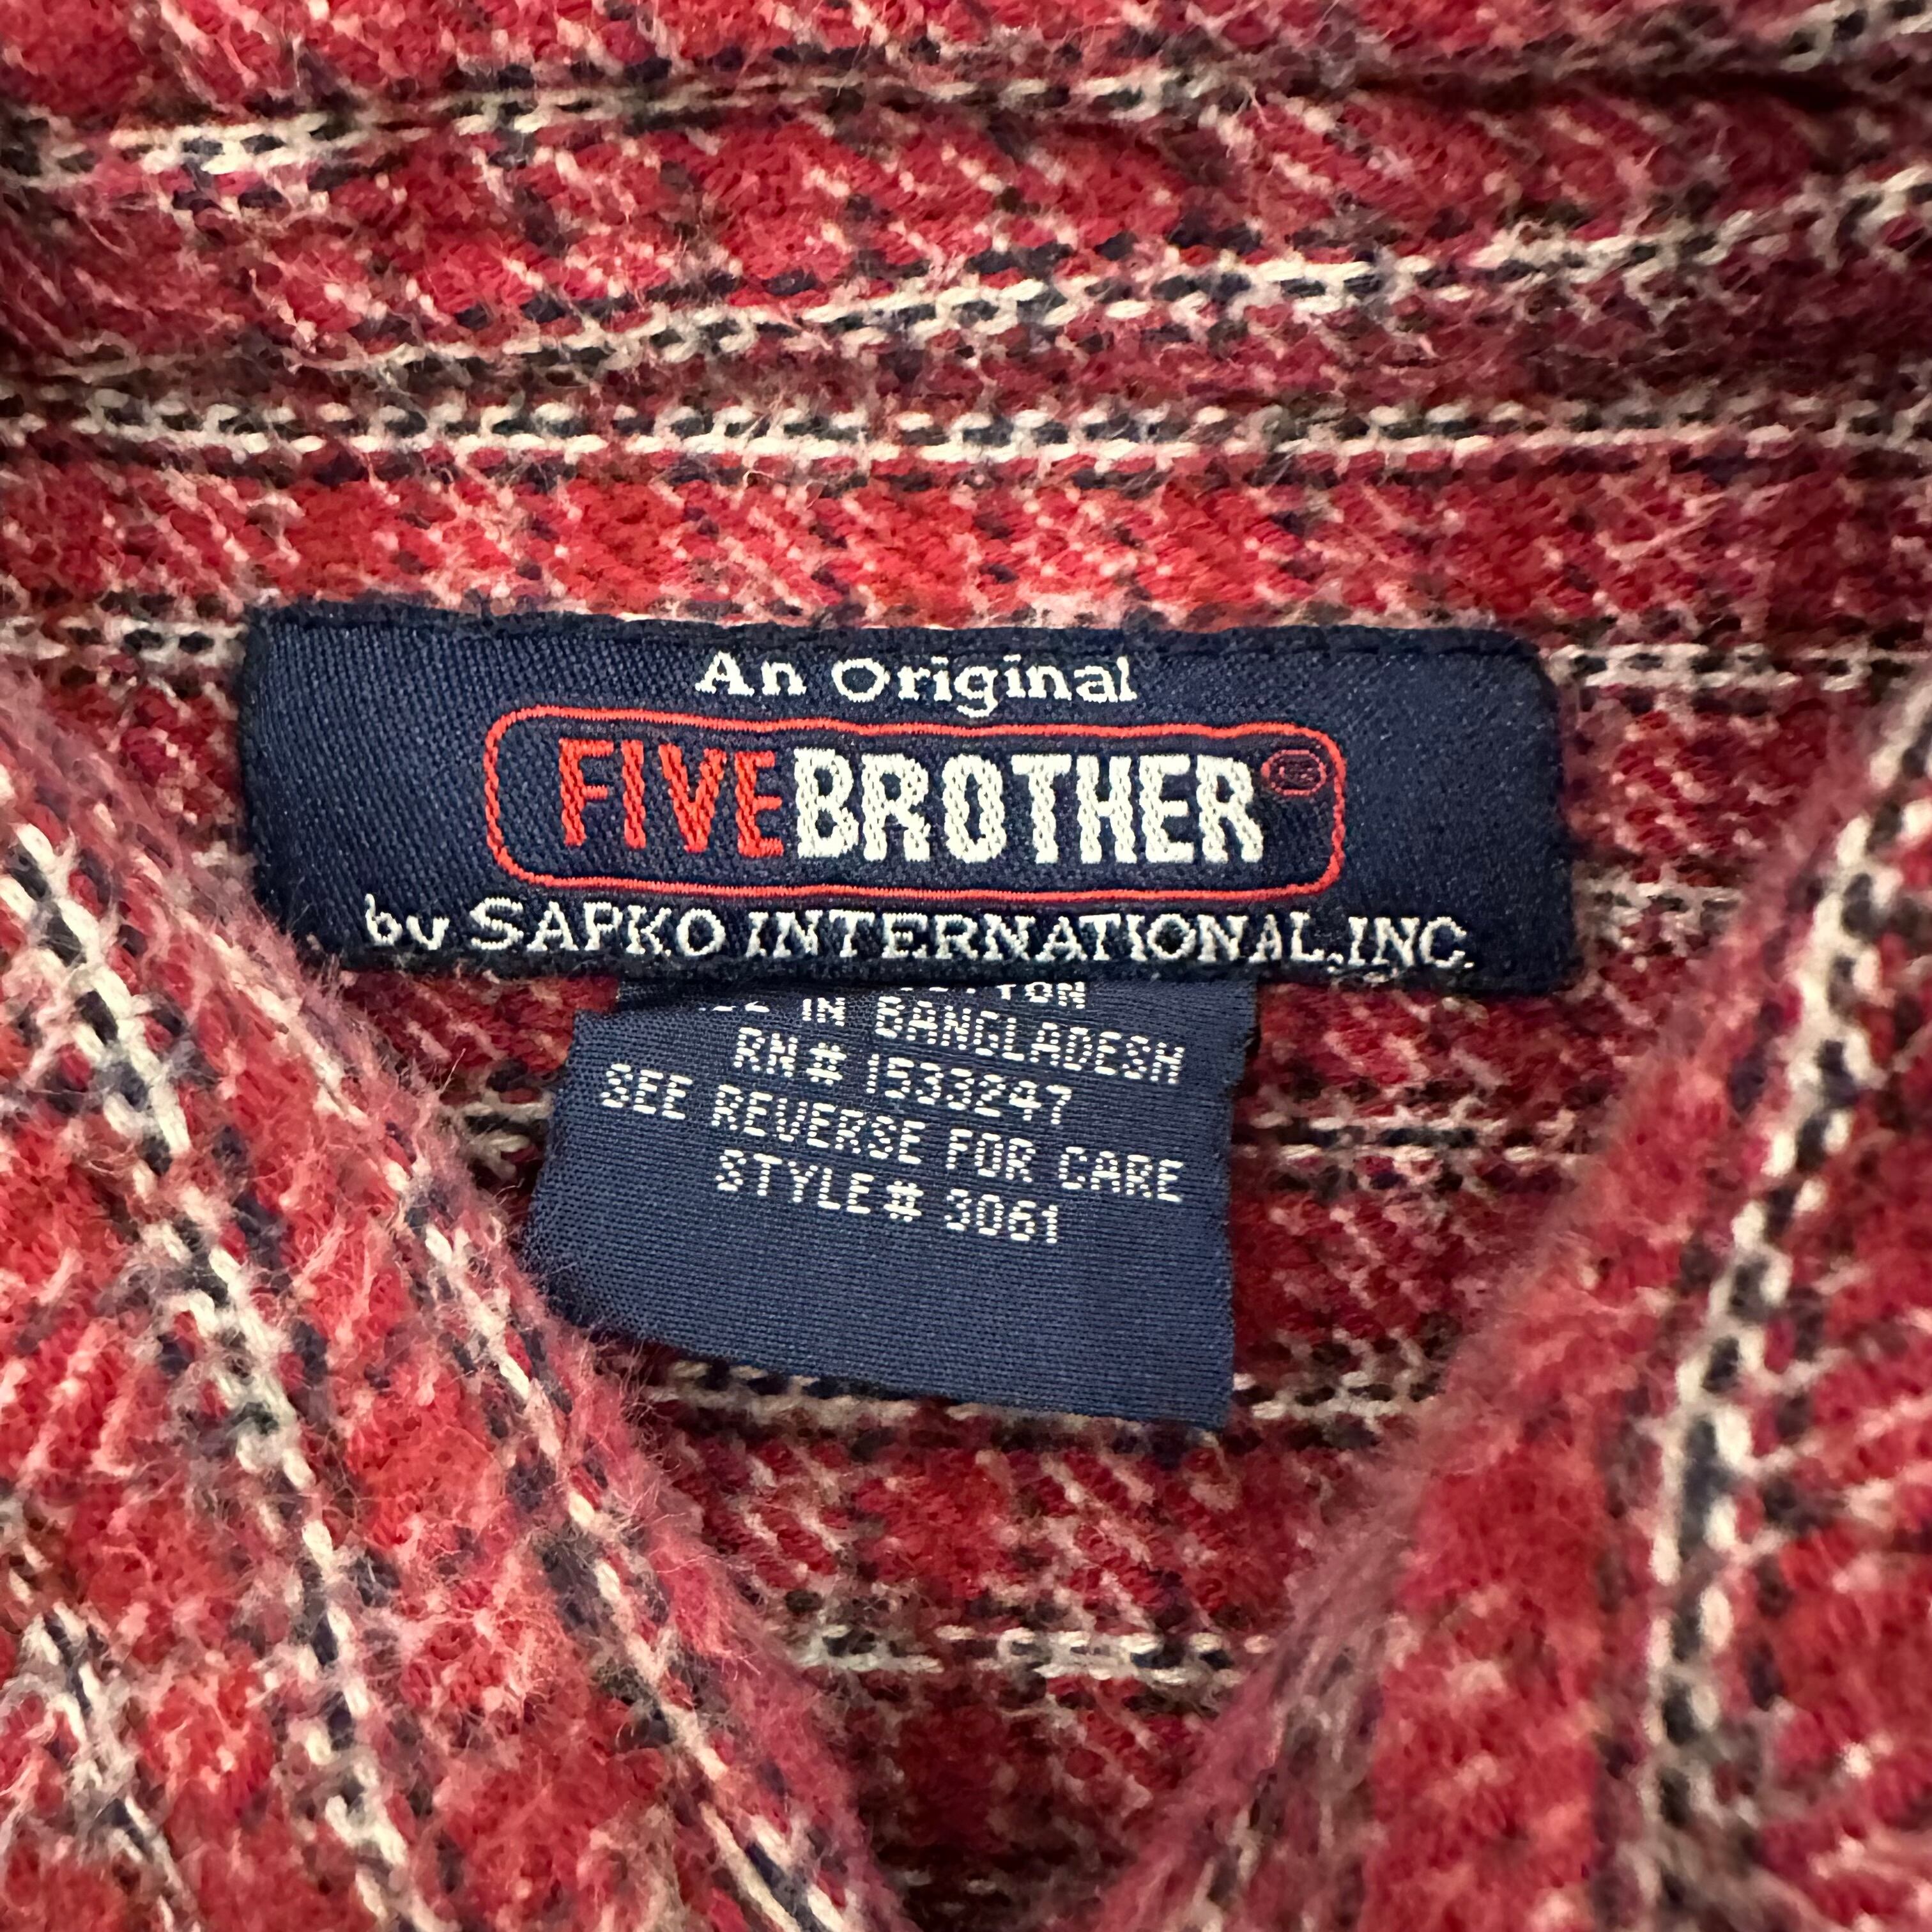 An Original
FIVEBROTHER®
by SAPKO INTERNATIONAL, INC.
IN BANGLADESH
RN# 1533247
SEE REVERSE FOR CARE
STYLE# 3061